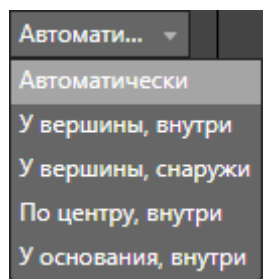 Автомати...
Автоматически
У вершины, внутри
У вершины, снаружи
По центру, внутри
У основания, внутри